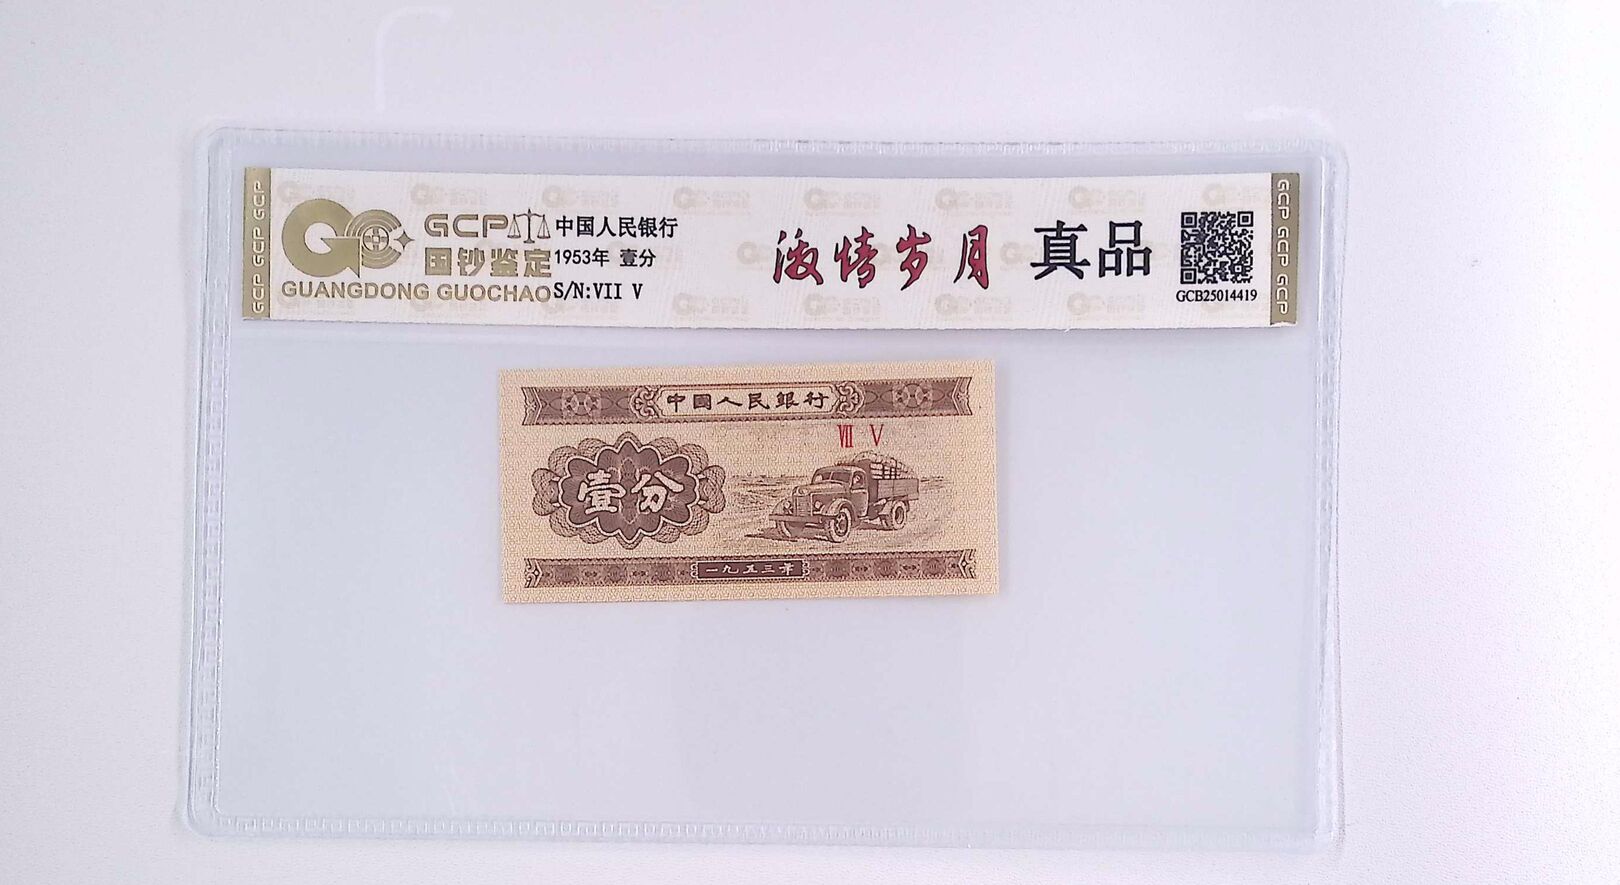 GCP GCP GCP
GCP
国钞鉴定
GUANGDONG GUOCHAO
中国人民银行
1953年 壹分
S/N:VII V
激情岁月
真品
GCB25014419
GCP GCP GCP
中國人民銀行
VII V
壹分
一九五三年